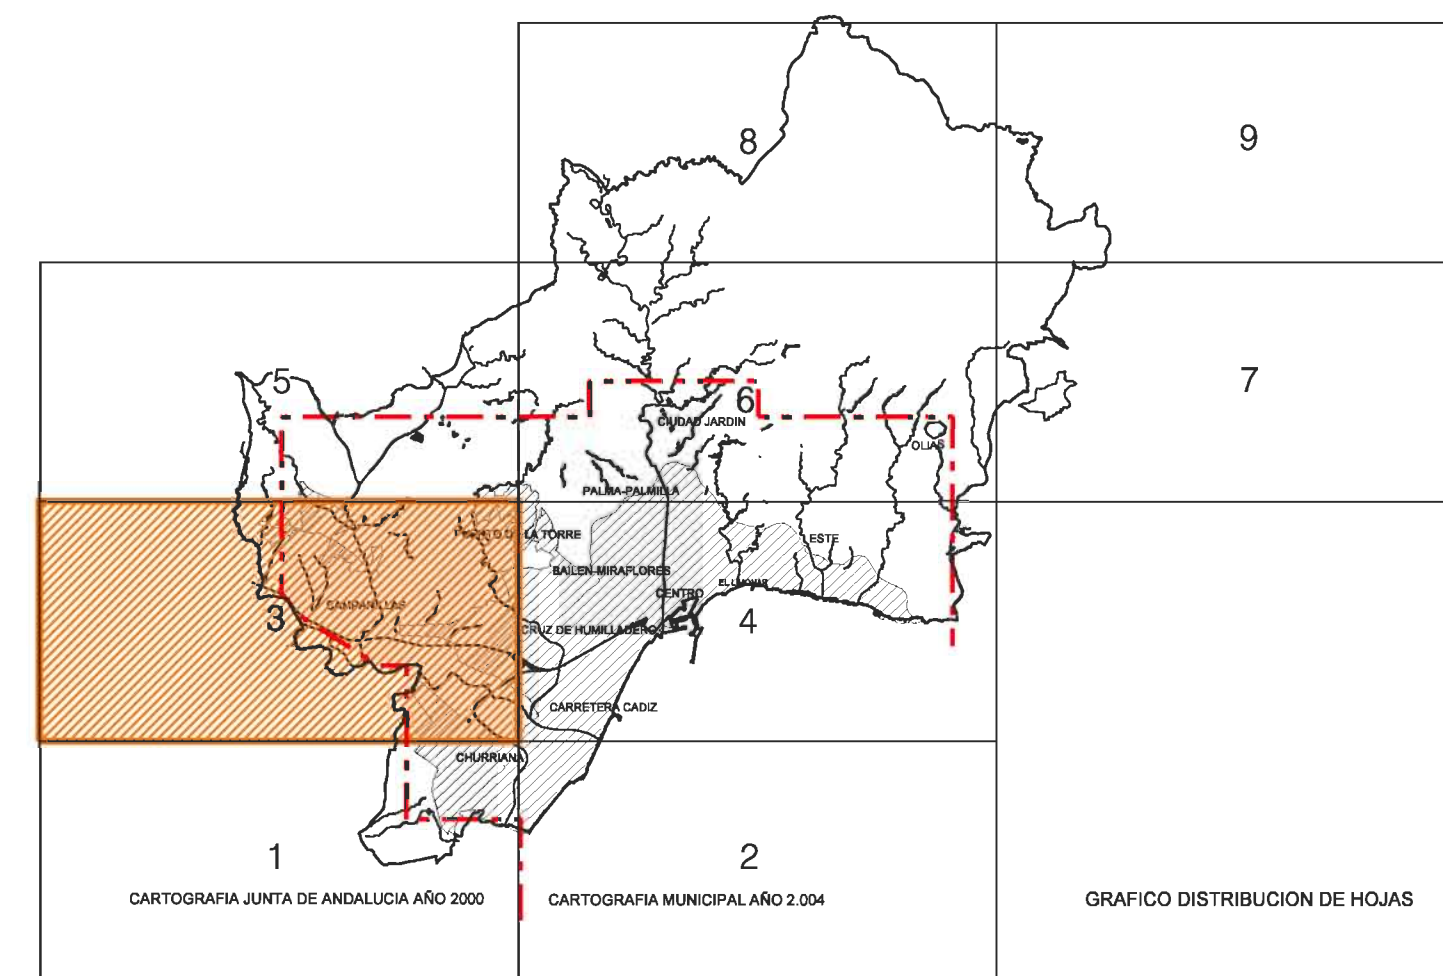 8
9
5
7
6
CIUDAD JARDIN
OLIAS
PALMA-PALMILLA
LA TORRE
LESTE
BAILEN-MIRAFLORES
CENTRO
CAMPANILLAS
3
4
CRUZ DE HUMILLADERO
CARRETERA CADIZ
CHURRIANA
1
2
CARTOGRAFIA JUNTA DE ANDALUCIA AÑO 2000
CARTOGRAFIA MUNICIPAL AÑO 2.004
GRAFICO DISTRIBUCION DE HOJAS